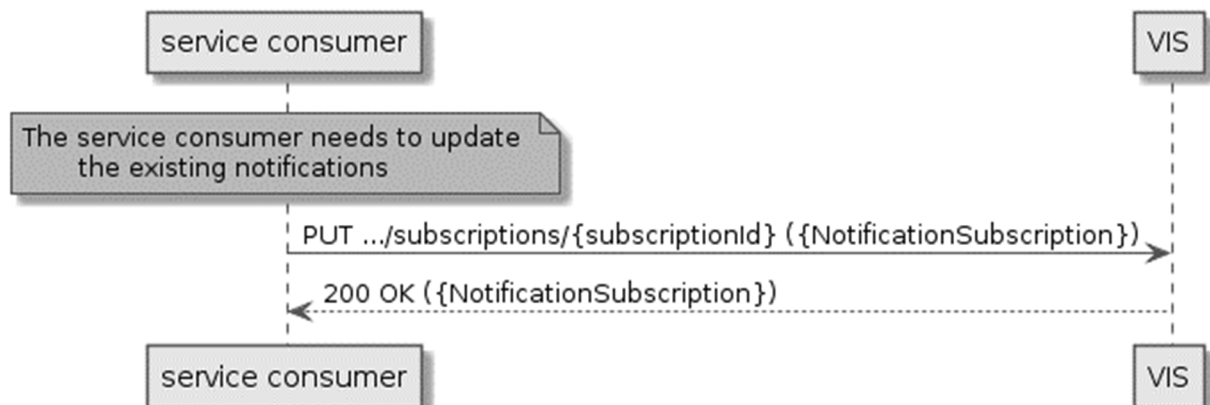 service consumer
VIS
The service consumer needs to update
the existing notifications
PUT .../subscriptions/{subscriptionId} ({NotificationSubscription})
200 OK ({NotificationSubscription})
service consumer
VIS